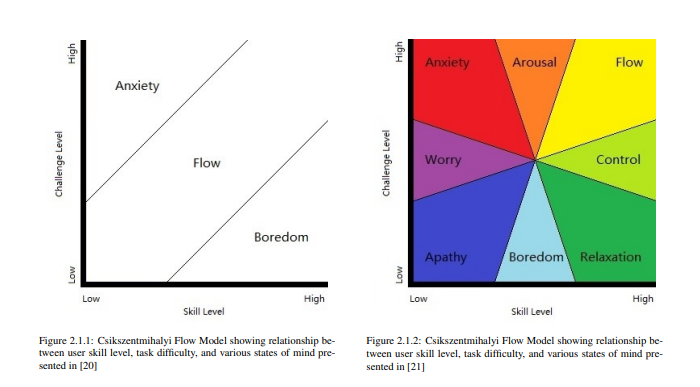 High
Anxiety
Flow
Boredom
Challenge Level
Low
Low
High
Skill Level
Figure 2.1.1: Csikszentmihalyi Flow Model showing relationship be-
tween user skill level, task difficulty, and various states of mind pre-
sented in [20]
High
Anxiety
Arousal
Flow
Worry
Control
Challenge Level
Apathy
Boredom
Relaxation
Low
Low
High
Skill Level
Figure 2.1.2: Csikszentmihalyi Flow Model showing relationship be-
tween user skill level, task difficulty, and various states of mind pre-
sented in [21]